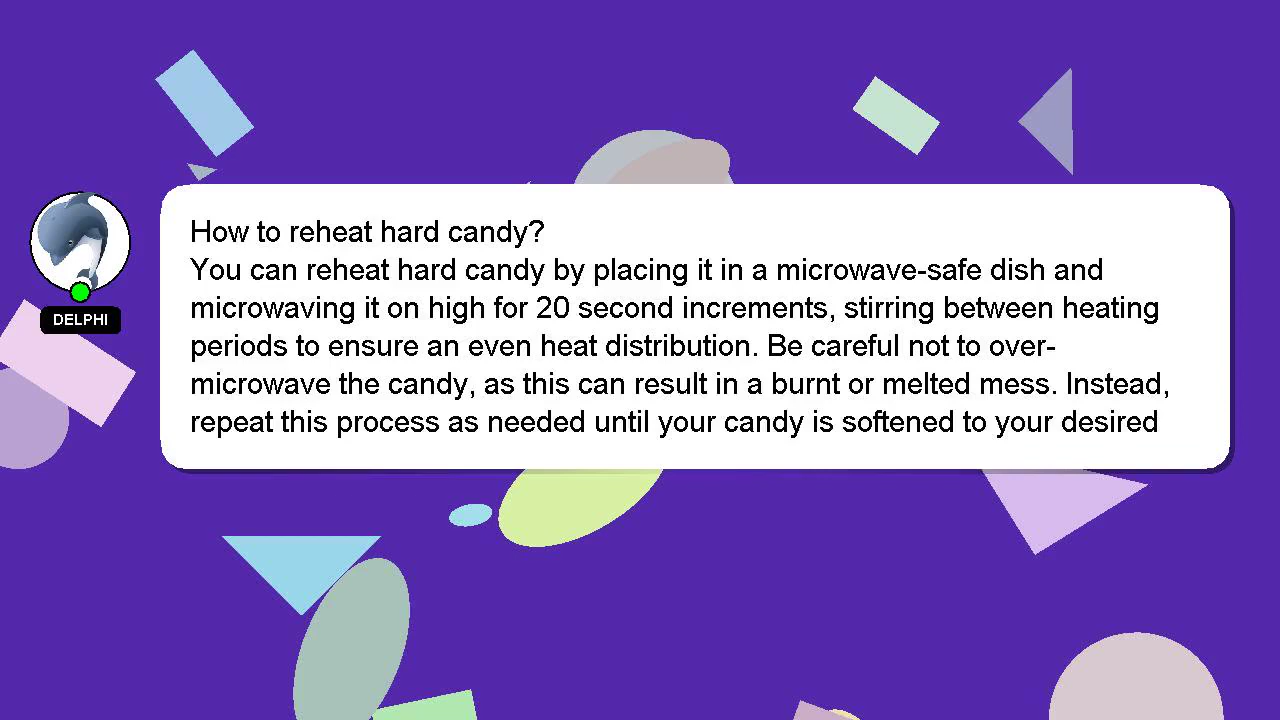 How to reheat hard candy?
You can reheat hard candy by placing it in a microwave-safe dish and
microwaving it on high for 20 second increments, stirring between heating
periods to ensure an even heat distribution. Be careful not to over-
microwave the candy, as this can result in a burnt or melted mess. Instead,
repeat this process as needed until your candy is softened to your desired
DELPHI